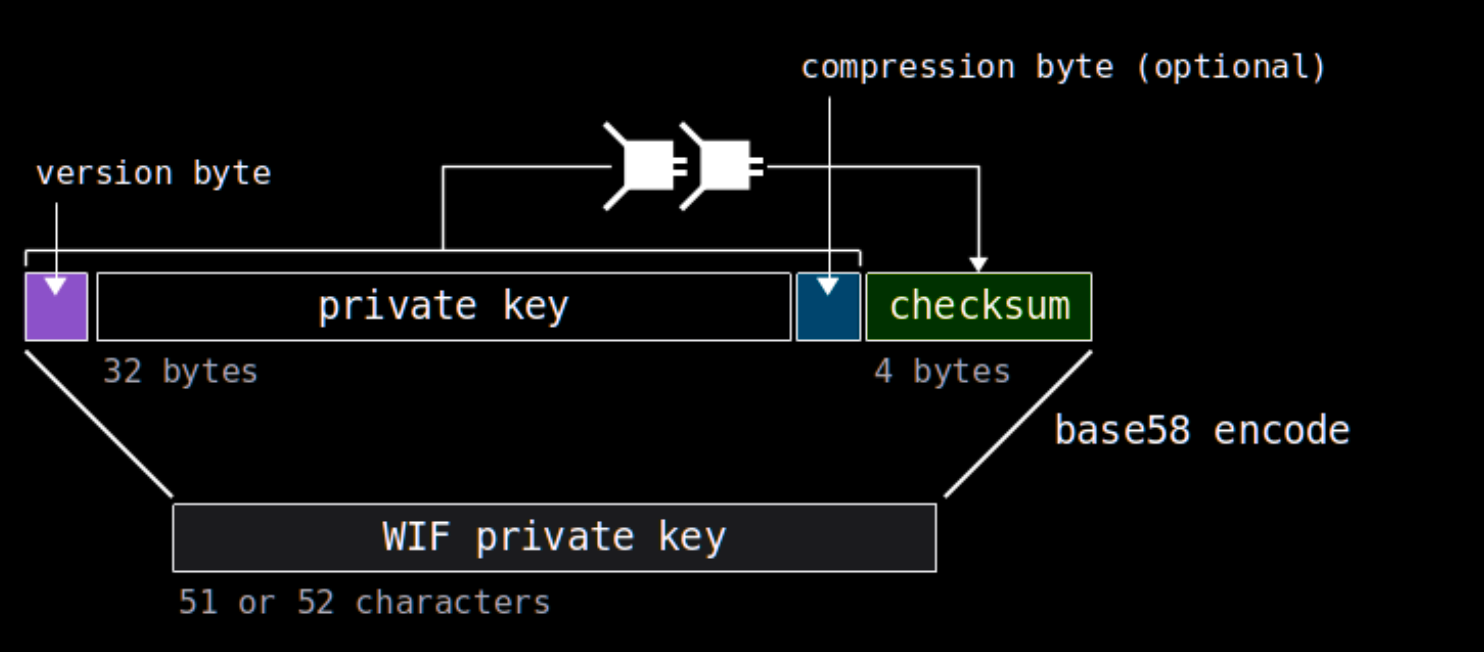 compression byte (optional)
version byte
private key
checksum
32 bytes
4 bytes
base58 encode
WIF private key
51 or 52 characters